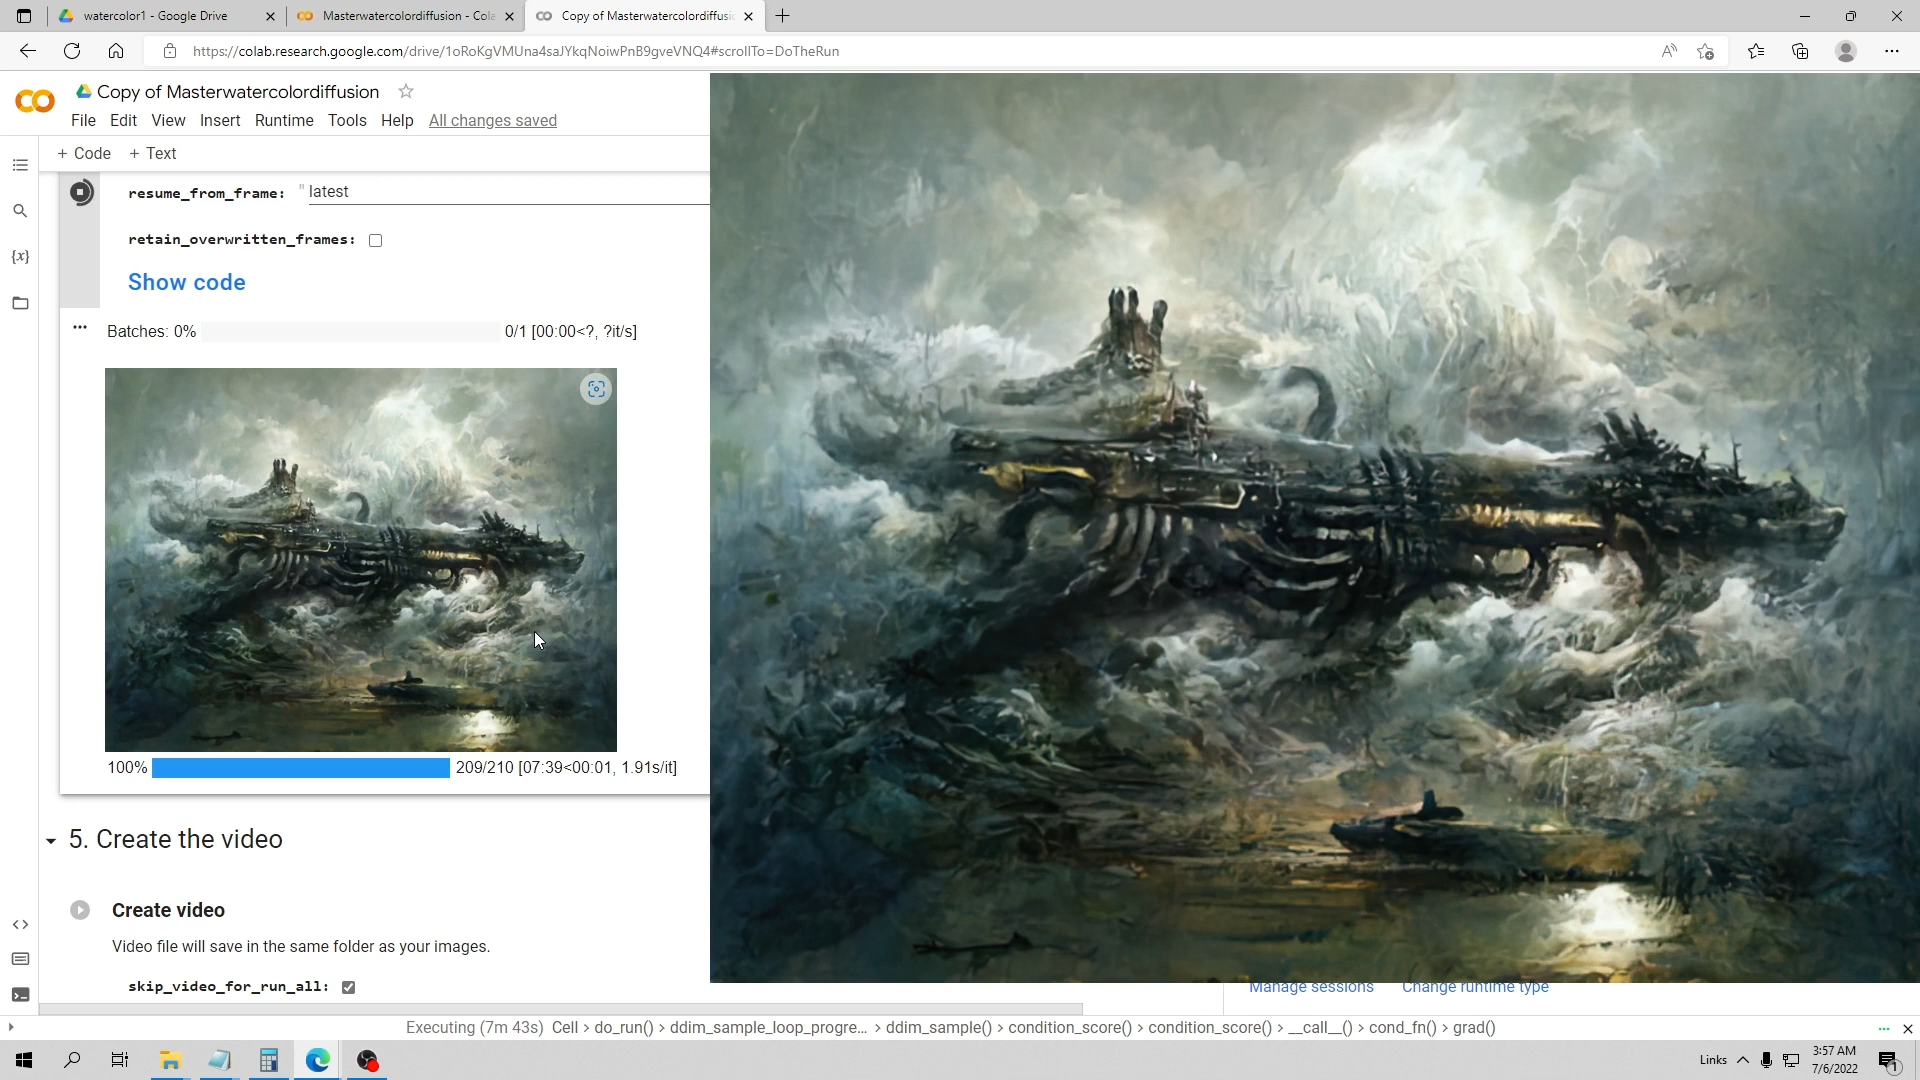 watercolor1 - Google Drive
Masterwatercolordiffusion - Cola
Copy of Masterwatercolordiffusi
https://colab.research.google.com/drive/1oRoKgVMUna4saJYkqNoiwPnB9gveVNQ4#scrollTo=DoTheRun
Copy of Masterwatercolordiffusion
File Edit View Insert Runtime Tools Help All changes saved
+ Code + Text
resume_from_frame: " latest
retain_overwritten_frames:
Show code
Batches: 0% 0/1 [00:00<?, ?it/s]
100% 209/210 [07:39<00:01, 1.91s/it]
5. Create the video
Create video
Video file will save in the same folder as your images.
skip_video_for_run_all:
Manage sessions Change runtime type
Executing (7m 43s) Cell > do_run() > ddim_sample_loop_progre... > ddim_sample() > condition_score() > condition_score() > __call__() > cond_fn() > grad()
Links
3:57 AM
7/6/2022
1